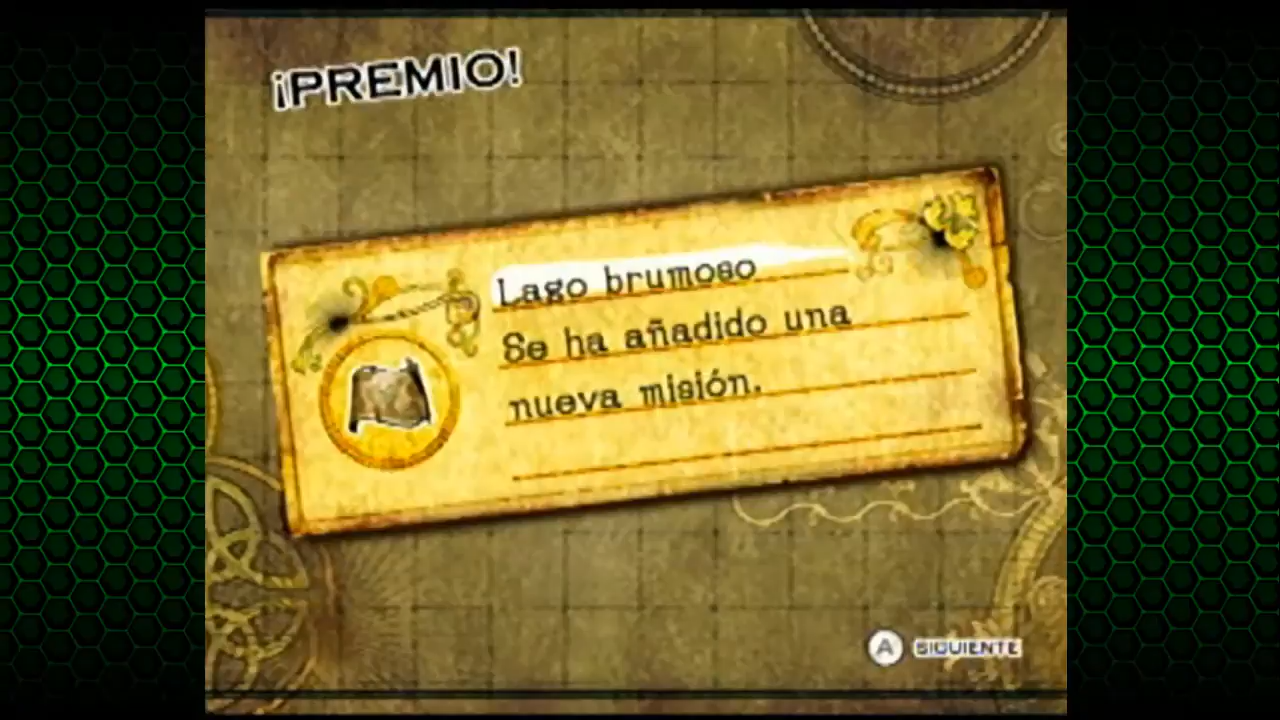 ¡PREMIO!
Lago brumoso
Se ha añadido una
nueva misión.
A SIGUIENTE